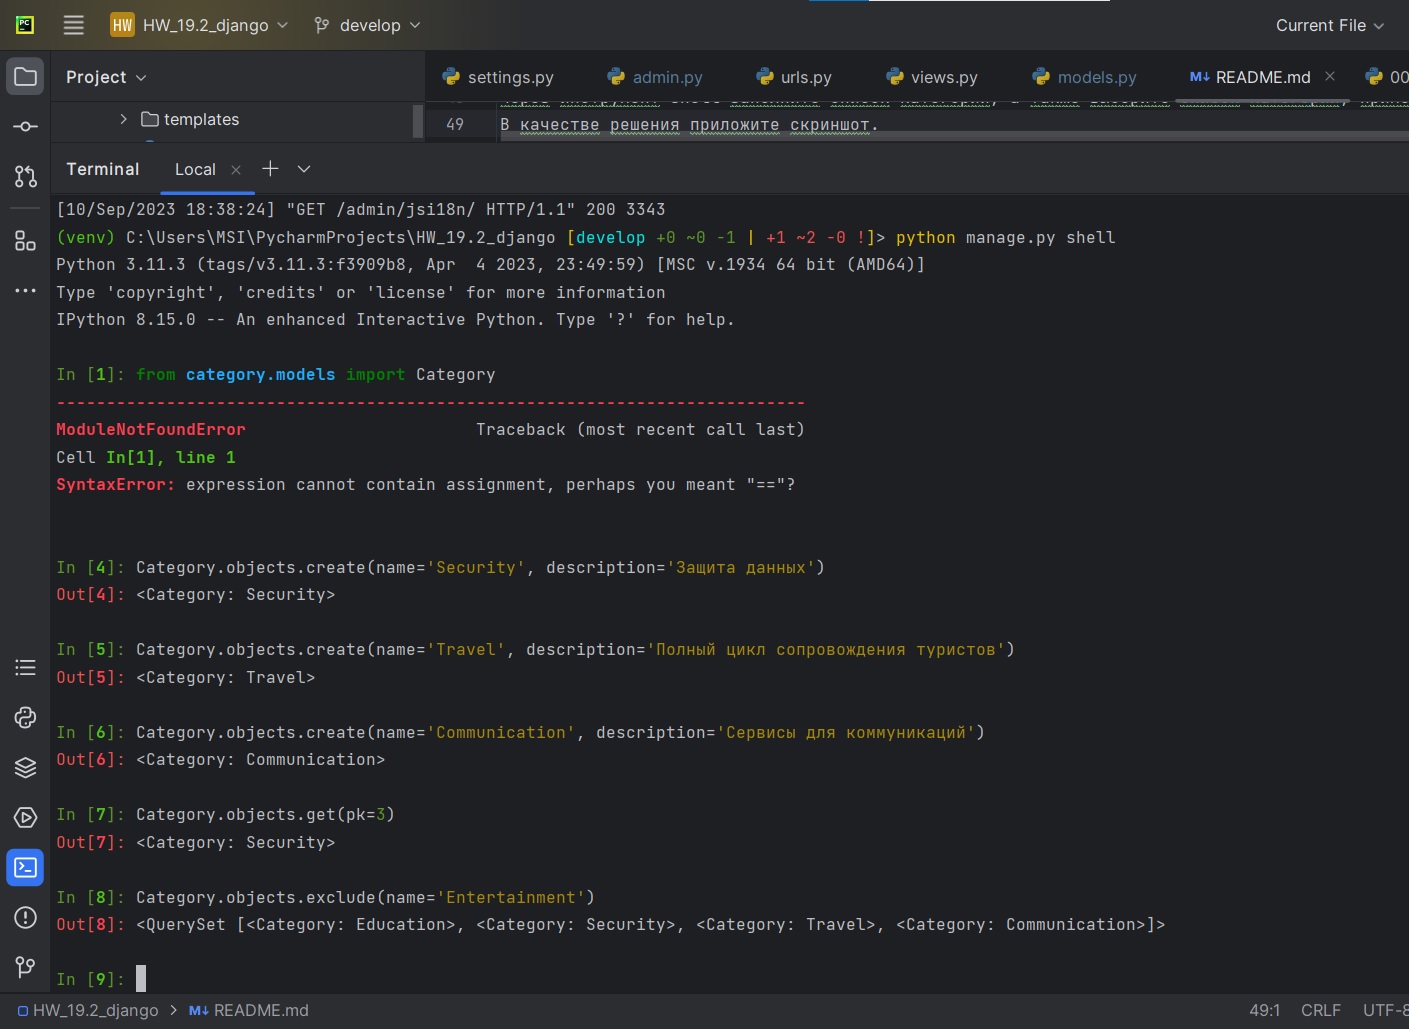 PC HW HW_19.2_django develop Current File
Project settings.py admin.py urls.py views.py models.py M↓ README.md 00
templates
49 В качестве решения приложите скриншот.
Terminal Local
[10/Sep/2023 18:38:24] "GET /admin/jsi18n/ HTTP/1.1" 200 3343
(venv) C:\Users\MSI\PycharmProjects\HW_19.2_django [develop +0 ~0 -1 | +1 ~2 -0 !]> python manage.py shell
Python 3.11.3 (tags/v3.11.3:f3909b8, Apr  4 2023, 23:49:59) [MSC v.1934 64 bit (AMD64)]
Type 'copyright', 'credits' or 'license' for more information
IPython 8.15.0 -- An enhanced Interactive Python. Type '?' for help.
In [1]: from category.models import Category
---------------------------------------------------------------------------
ModuleNotFoundError                       Traceback (most recent call last)
Cell In[1], line 1
SyntaxError: expression cannot contain assignment, perhaps you meant "=="?
In [4]: Category.objects.create(name='Security', description='Защита данных')
Out[4]: <Category: Security>
In [5]: Category.objects.create(name='Travel', description='Полный цикл сопровождения туристов')
Out[5]: <Category: Travel>
In [6]: Category.objects.create(name='Communication', description='Сервисы для коммуникаций')
Out[6]: <Category: Communication>
In [7]: Category.objects.get(pk=3)
Out[7]: <Category: Security>
In [8]: Category.objects.exclude(name='Entertainment')
Out[8]: <QuerySet [<Category: Education>, <Category: Security>, <Category: Travel>, <Category: Communication>]>
In [9]:
HW_19.2_django > M↓ README.md 49:1 CRLF UTF-8